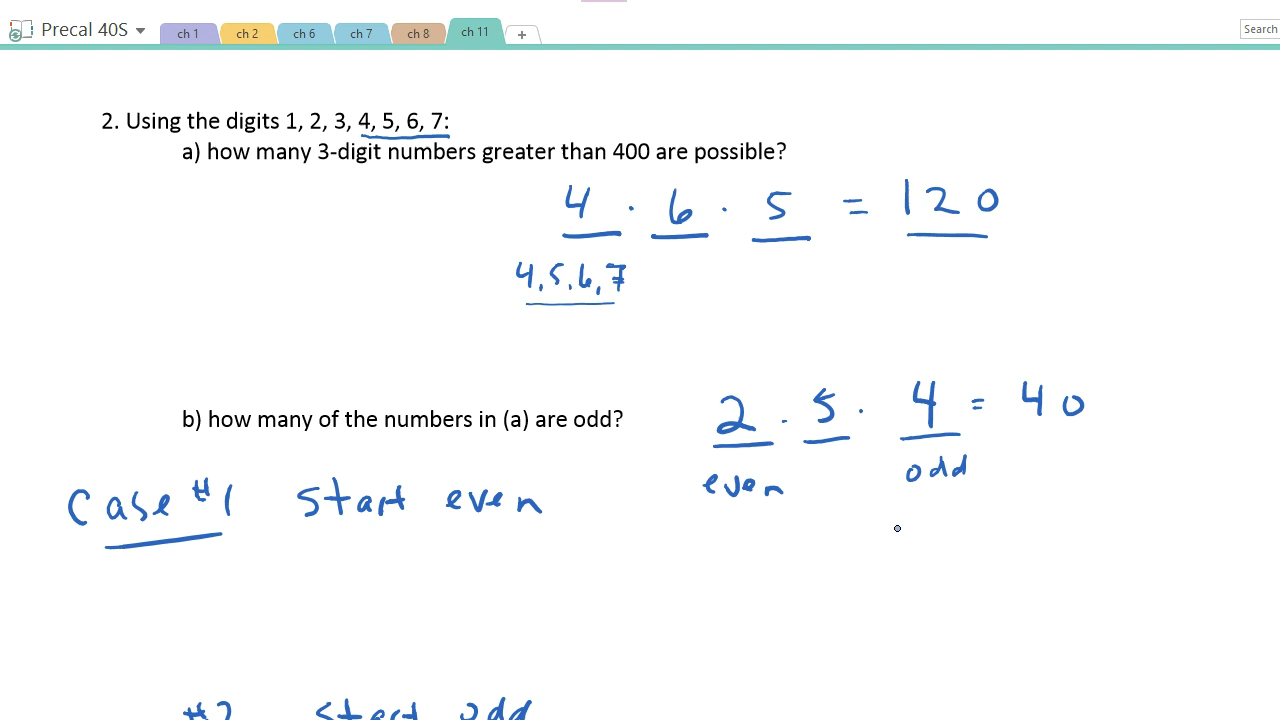 Precal 40S ch 1 ch 2 ch 6 ch 7 ch 8 ch 11 + Search
2. Using the digits 1, 2, 3, 4, 5, 6, 7:
a) how many 3-digit numbers greater than 400 are possible?
4 · 6 · 5 = 120
4,5,6,7
b) how many of the numbers in (a) are odd?
2 · 5 · 4 = 40
even odd
Case #1 Start even
#2 start odd